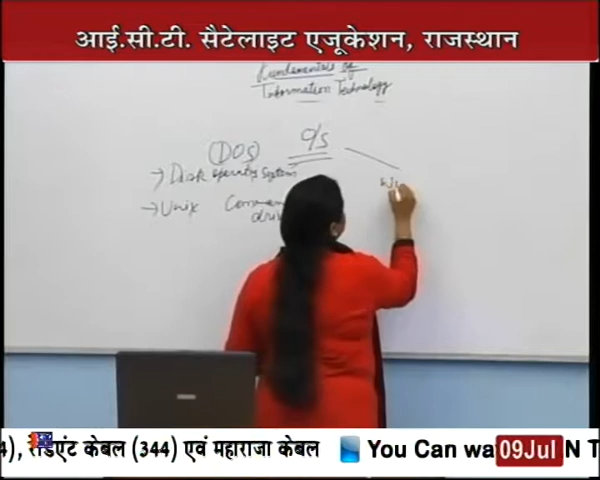 आई.सी.टी. सैटेलाइट एजूकेशन, राजस्थान
Fundamentals of
Information Technology
(DOS) O/S
→ Disk operating System
→ Unix
4), रेडिएंट केबल (344) एवं महाराजा केबल You Can wa 09Jul N T